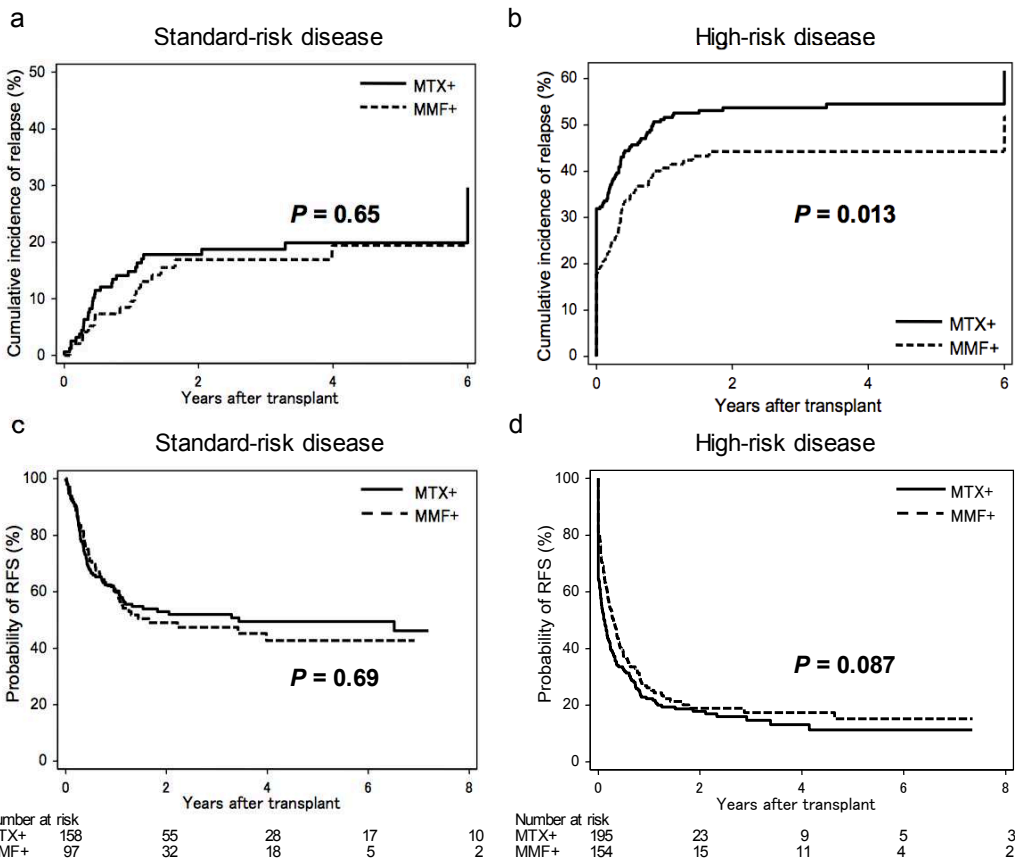 a
Standard-risk disease
Cumulative incidence of relapse (%)
50
40
30
20
10
0
MTX+
MMF+
P = 0.65
0 2 4 6
Years after transplant
b
High-risk disease
Cumulative incidence of relapse (%)
60
50
40
30
20
10
0
P = 0.013
MTX+
MMF+
0 2 4 6
Years after transplant
c
Standard-risk disease
Probability of RFS (%)
100
80
60
40
20
0
MTX+
MMF+
P = 0.69
0 2 4 6 8
Years after transplant
umber at risk
TX+ 158 55 28 17 10
MF+ 97 32 18 5 2
d
High-risk disease
Probability of RFS (%)
100
80
60
40
20
0
MTX+
MMF+
P = 0.087
0 2 4 6 8
Years after transplant
Number at risk
MTX+ 195 23 9 5 3
MMF+ 154 15 11 4 2